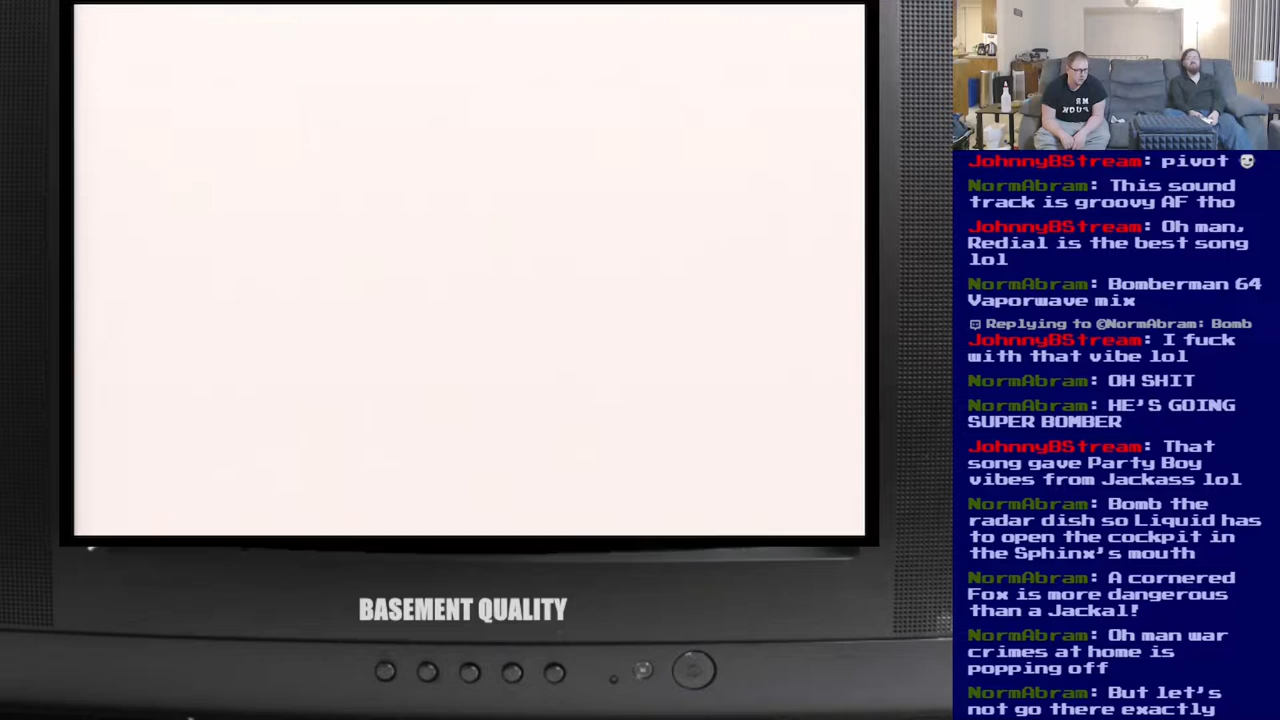 JohnnyBStream: pivot
NormAbram: This sound
track is groovy AF tho
JohnnyBStream: Oh man,
Redial is the best song
lol
NormAbram: Bomberman 64
Vaporwave mix
Replying to @NormAbram: Bomb
JohnnyBStream: I fuck
with that vibe lol
NormAbram: OH SHIT
NormAbram: HE'S GOING
SUPER BOMBER
JohnnyBStream: That
song gave Party Boy
vibes from Jackass lol
NormAbram: Bomb the
radar dish so Liquid has
to open the cockpit in
the Sphinx's mouth
NormAbram: A cornered
Fox is more dangerous
than a Jackal!
NormAbram: Oh man war
crimes at home is
popping off
NormAbram: But let's
not go there exactly
BASEMENT QUALITY